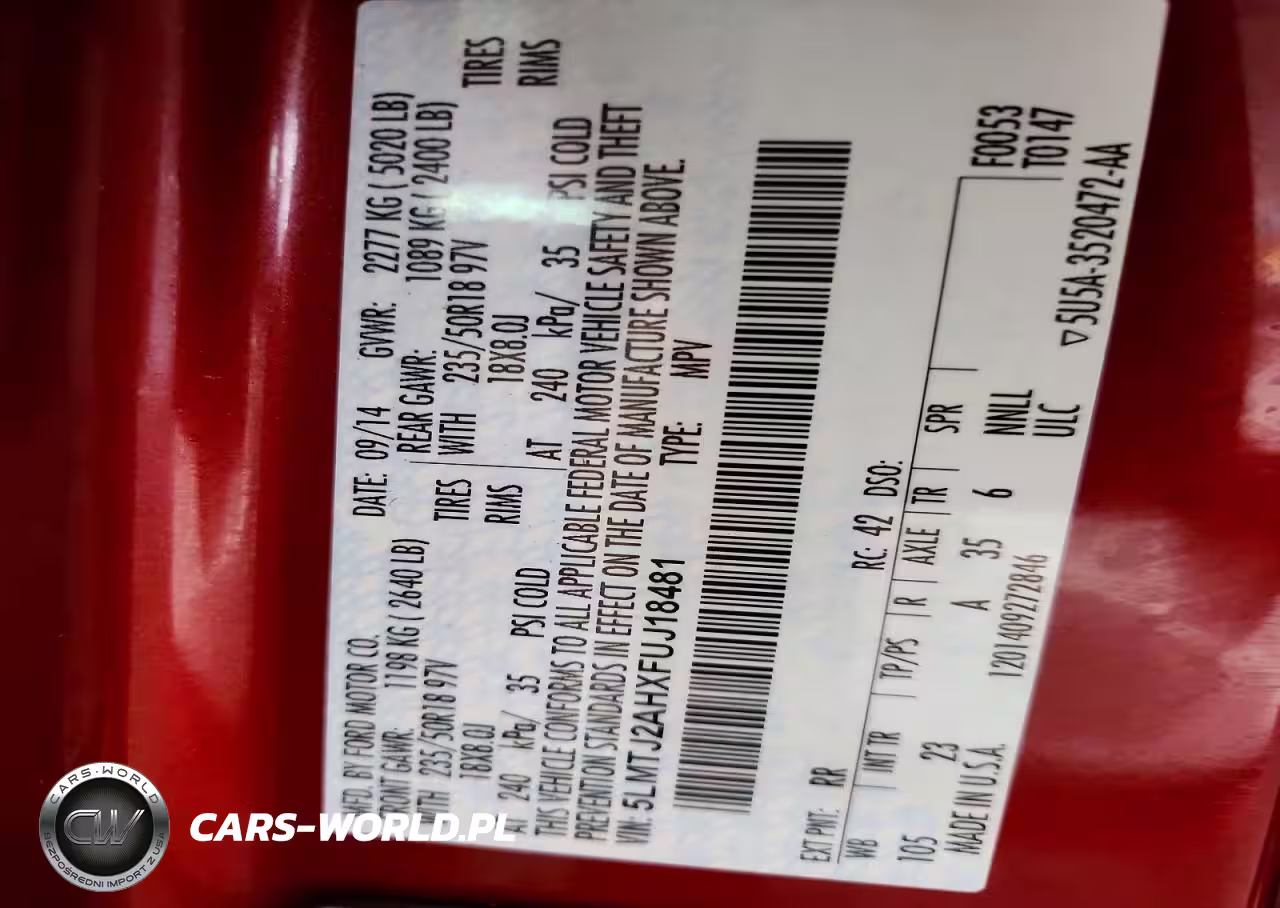 MFD. BY FORD MOTOR CO.
DATE: 09/14 GVWR: 2277 KG ( 5020 LB)
FRONT GAWR: 1198 KG ( 2640 LB)
REAR GAWR: 1089 KG ( 2400 LB)
WITH 235/50R18 97V TIRES
WITH 235/50R18 97V TIRES
18X8.0J RIMS
18X8.0J RIMS
AT 240 kPa/ 35 PSI COLD
AT 240 kPa/ 35 PSI COLD
THIS VEHICLE CONFORMS TO ALL APPLICABLE FEDERAL MOTOR VEHICLE SAFETY AND THEFT
PREVENTION STANDARDS IN EFFECT ON THE DATE OF MANUFACTURE SHOWN ABOVE.
VIN: 5LMTJ2AHXFUJ18481 TYPE: MPV
EXT PNT: RR RC: 42 DSO:
WB INT TR TP/PS R AXLE TR SPR F0053
105 23 A 35 6 NNLL T0147
ULC
MADE IN U.S.A. 1201409272846 ▽5U5A-3520472-AA
CARS-WORLD
CW
BEZPOŚREDNI IMPORT Z USA
CARS-WORLD.PL